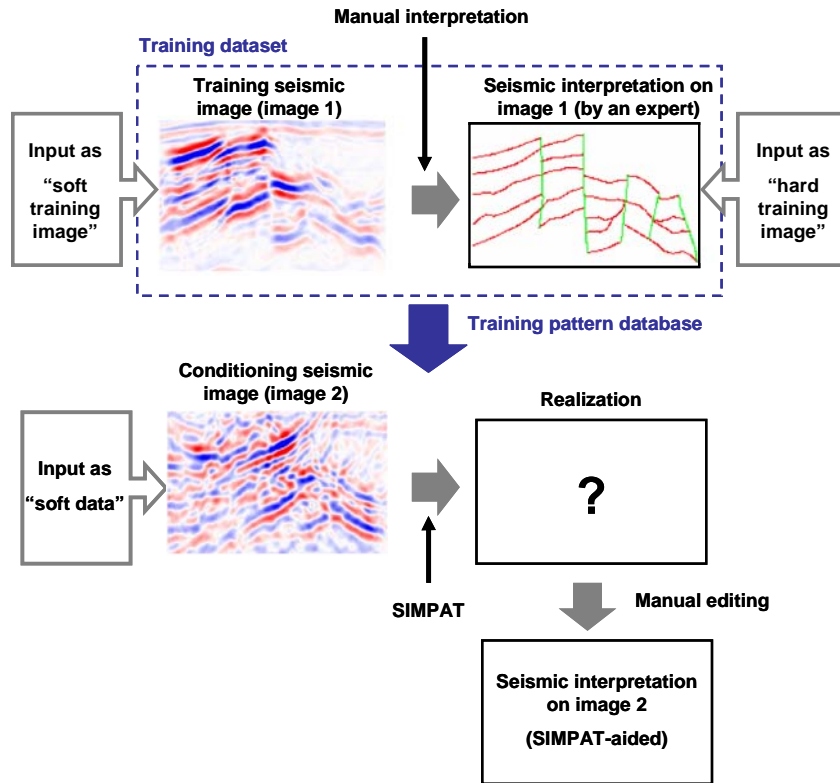 Manual interpretation
Training dataset
Training seismic
image (image 1)
Seismic interpretation on
image 1 (by an expert)
Input as
“soft
training
image”
Input as
“hard
training
image”
Training pattern database
Conditioning seismic
image (image 2)
Realization
Input as
“soft data”
?
SIMPAT
Manual editing
Seismic interpretation
on image 2
(SIMPAT-aided)